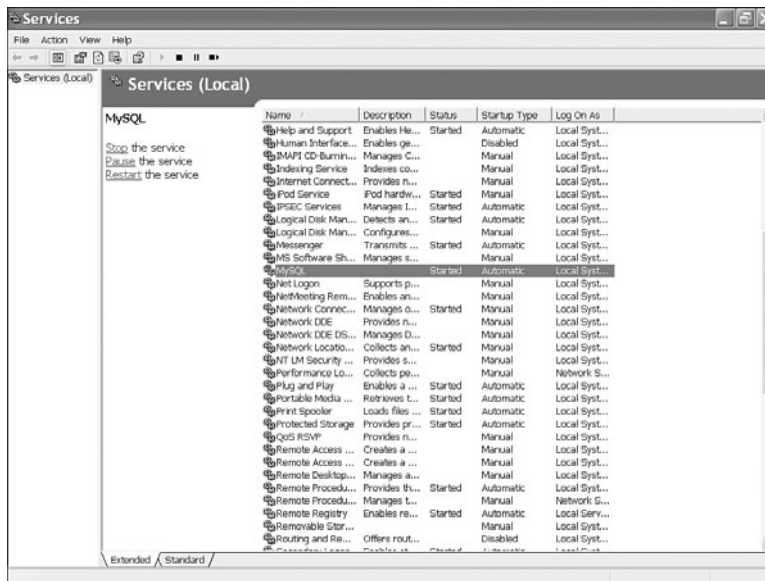 Services
File Action View Help
Services (Local)
Services (Local)
MySQL
Stop the service
Pause the service
Restart the service
Name Description Status Startup Type Log On As
Help and Support Enables He... Started Automatic Local Syst...
Human Interface... Enables ge... Disabled Local Syst...
IMAPI CD-Burnin... Manages C... Manual Local Syst...
Indexing Service Indexes co... Manual Local Syst...
Internet Connect... Provides n... Manual Local Syst...
iPod Service iPod hardw... Started Manual Local Syst...
IPSEC Services Manages I... Started Automatic Local Syst...
Logical Disk Man... Detects an... Started Automatic Local Syst...
Logical Disk Man... Configures... Manual Local Syst...
Messenger Transmits ... Started Automatic Local Syst...
MS Software Sh... Manages s... Manual Local Syst...
MySQL Started Automatic Local Syst...
Net Logon Supports p... Manual Local Syst...
NetMeeting Rem... Enables an... Manual Local Syst...
Network Connec... Manages o... Started Manual Local Syst...
Network DDE Provides n... Manual Local Syst...
Network DDE DS... Manages D... Manual Local Syst...
Network Locatio... Collects an... Started Manual Local Syst...
NT LM Security ... Provides s... Manual Local Syst...
Performance Lo... Collects pe... Manual Network S...
Plug and Play Enables a ... Started Automatic Local Syst...
Portable Media ... Retrieves t... Started Automatic Local Syst...
Print Spooler Loads files ... Started Automatic Local Syst...
Protected Storage Provides pr... Started Automatic Local Syst...
QoS RSVP Provides n... Manual Local Syst...
Remote Access ... Creates a ... Manual Local Syst...
Remote Access ... Creates a ... Manual Local Syst...
Remote Desktop... Manages a... Manual Local Syst...
Remote Procedu... Provides th... Started Automatic Local Syst...
Remote Procedu... Manages t... Manual Network S...
Remote Registry Enables re... Started Automatic Local Serv...
Removable Stor... Manual Local Syst...
Routing and Re... Offers rout... Disabled Local Syst...
Extended Standard